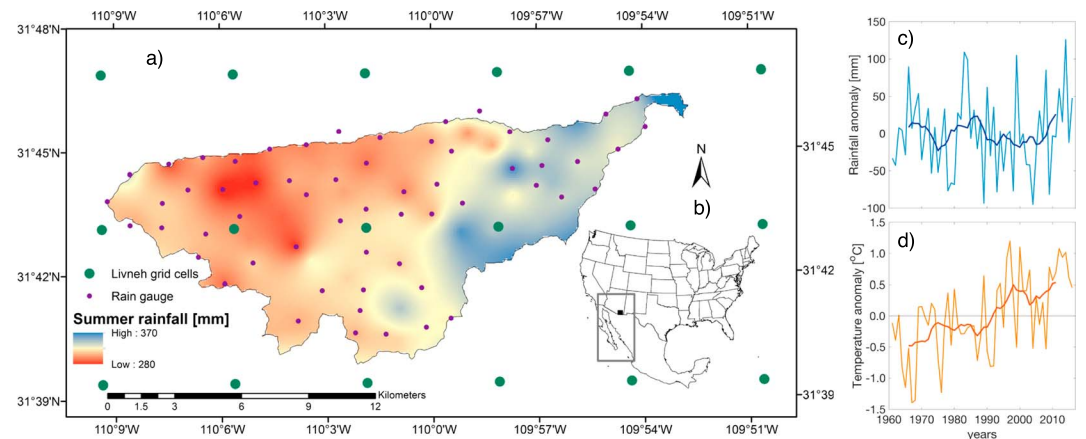 110°9'W 110°6'W 110°3'W 110°0'W 109°57'W 109°54'W 109°51'W
31°48'N
a)
31°45'N
31°45'N
N
b)
31°42'N
31°42'N
Livneh grid cells
Rain gauge
Summer rainfall [mm]
High : 370
Low : 280
31°39'N
31°39'N
Kilometers
0 1.5 3 6 9 12
110°9'W 110°6'W 110°3'W 110°0'W 109°57'W 109°54'W 109°51'W
c)
Rainfall anomaly [mm]
150
100
50
0
-50
-100
d)
Temperature anomaly [°C]
1.5
1.0
0.5
0.0
-0.5
-1.0
-1.5
1960 1970 1980 1990 2000 2010
years